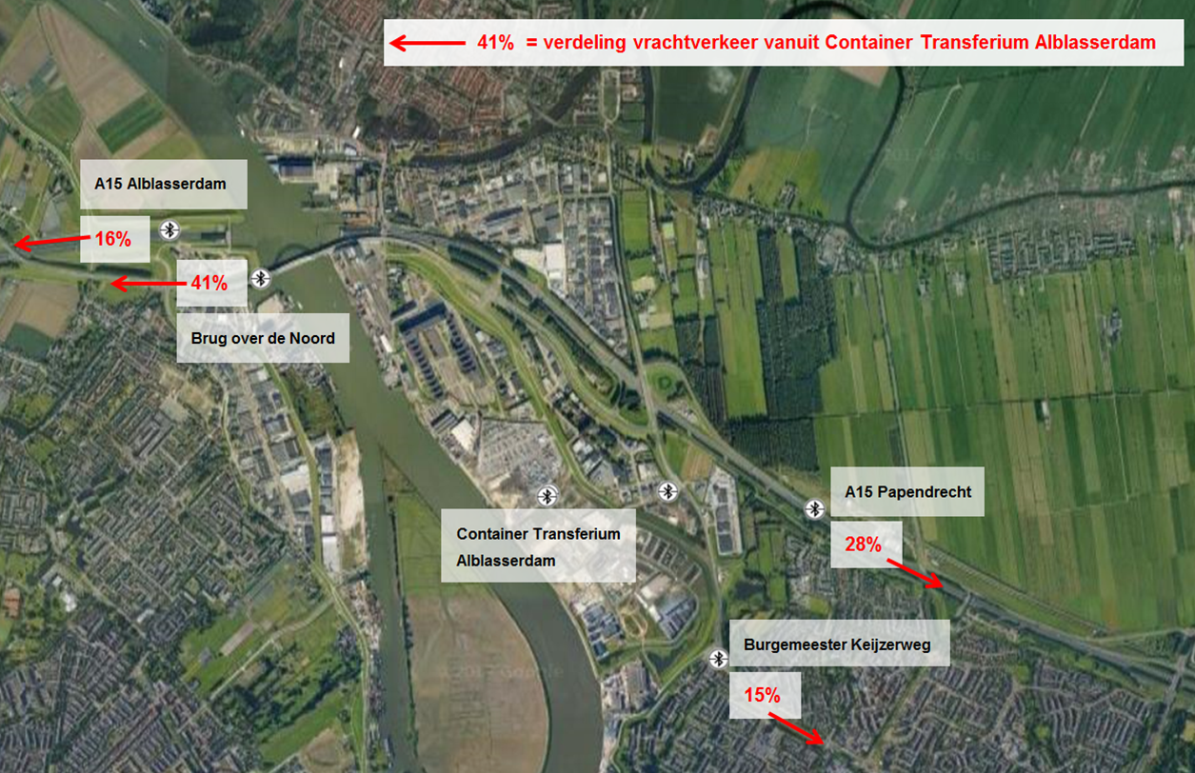 41% = verdeling vrachtverkeer vanuit Container Transferium Alblasserdam
A15 Alblasserdam
16%
41%
Brug over de Noord
A15 Papendrecht
28%
Container Transferium
Alblasserdam
Burgemeester Keijzerweg
15%